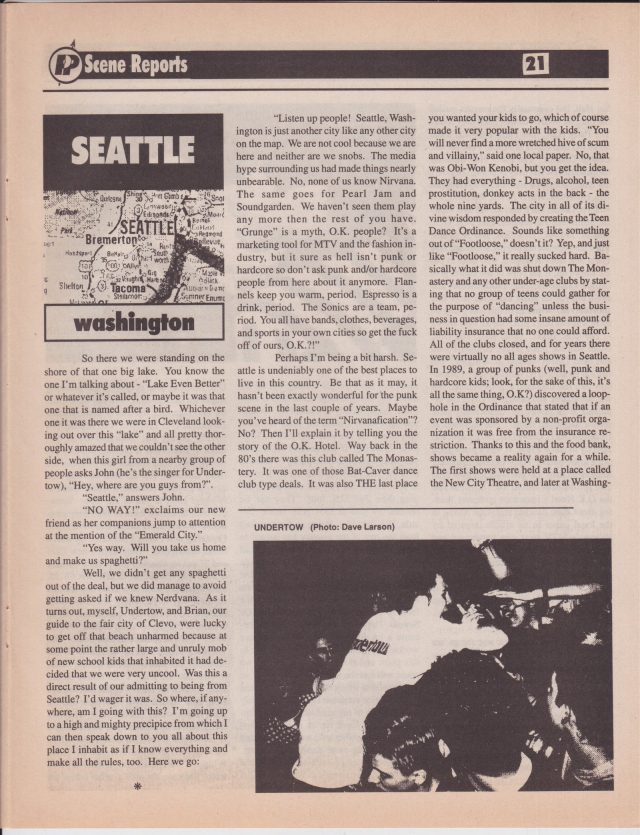 PP Scene Reports
21
SEATTLE
SEATTLE
Bremerton
Tacoma
Shelton
washington
So there we were standing on the
shore of that one big lake. You know the
one I'm talking about - "Lake Even Better"
or whatever it's called, or maybe it was that
one that is named after a bird. Whichever
one it was there we were in Cleveland look-
ing out over this "lake" and all pretty thor-
oughly amazed that we couldn't see the other
side, when this girl from a nearby group of
people asks John (he's the singer for Under-
tow), "Hey, where are you guys from?".
"Seattle," answers John.
"NO WAY!" exclaims our new
friend as her companions jump to attention
at the mention of the "Emerald City."
"Yes way. Will you take us home
and make us spaghetti?"
Well, we didn't get any spaghetti
out of the deal, but we did manage to avoid
getting asked if we knew Nerdvana. As it
turns out, myself, Undertow, and Brian, our
guide to the fair city of Clevo, were lucky
to get off that beach unharmed because at
some point the rather large and unruly mob
of new school kids that inhabited it had de-
cided that we were very uncool. Was this a
direct result of our admitting to being from
Seattle? I'd wager it was. So where, if any-
where, am I going with this? I'm going up
to a high and mighty precipice from which I
can then speak down to you all about this
place I inhabit as if I know everything and
make all the rules, too. Here we go:
*
"Listen up people! Seattle, Wash-
ington is just another city like any other city
on the map. We are not cool because we are
here and neither are we snobs. The media
hype surrounding us had made things nearly
unbearable. No, none of us know Nirvana.
The same goes for Pearl Jam and
Soundgarden. We haven't seen them play
any more then the rest of you have.
"Grunge" is a myth, O.K. people? It's a
marketing tool for MTV and the fashion in-
dustry, but it sure as hell isn't punk or
hardcore so don't ask punk and/or hardcore
people from here about it anymore. Flan-
nels keep you warm, period. Espresso is a
drink, period. The Sonics are a team, pe-
riod. You all have bands, clothes, beverages,
and sports in your own cities so get the fuck
off of ours, O.K.?!"
Perhaps I'm being a bit harsh. Se-
attle is undeniably one of the best places to
live in this country. Be that as it may, it
hasn't been exactly wonderful for the punk
scene in the last couple of years. Maybe
you've heard of the term "Nirvanafication"?
No? Then I'll explain it by telling you the
story of the O.K. Hotel. Way back in the
80's there was this club called The Monas-
tery. It was one of those Bat-Caver dance
club type deals. It was also THE last place
you wanted your kids to go, which of course
made it very popular with the kids. "You
will never find a more wretched hive of scum
and villainy," said one local paper. No, that
was Obi-Won Kenobi, but you get the idea.
They had everything - Drugs, alcohol, teen
prostitution, donkey acts in the back - the
whole nine yards. The city in all of its di-
vine wisdom responded by creating the Teen
Dance Ordinance. Sounds like something
out of "Footloose," doesn't it? Yep, and just
like "Footloose," it really sucked hard. Ba-
sically what it did was shut down The Mon-
astery and any other under-age clubs by stat-
ing that no group of teens could gather for
the purpose of "dancing" unless the busi-
ness in question had some insane amount of
liability insurance that no one could afford.
All of the clubs closed, and for years there
were virtually no all ages shows in Seattle.
In 1989, a group of punks (well, punk and
hardcore kids; look, for the sake of this, it's
all the same thing, O.K?) discovered a loop-
hole in the Ordinance that stated that if an
event was sponsored by a non-profit orga-
nization it was free from the insurance re-
striction. Thanks to this and the food bank,
shows became a reality again for a while.
The first shows were held at a place called
the New City Theatre, and later at Washing-
UNDERTOW (Photo: Dave Larson)